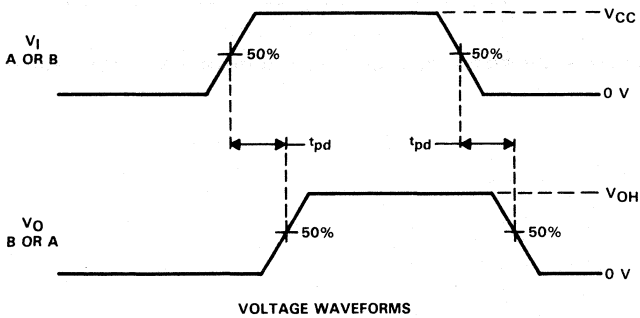 V_I
A OR B
50%
50%
V_CC
0 V
t_pd
t_pd
V_O
B OR A
50%
50%
V_OH
0 V
VOLTAGE WAVEFORMS